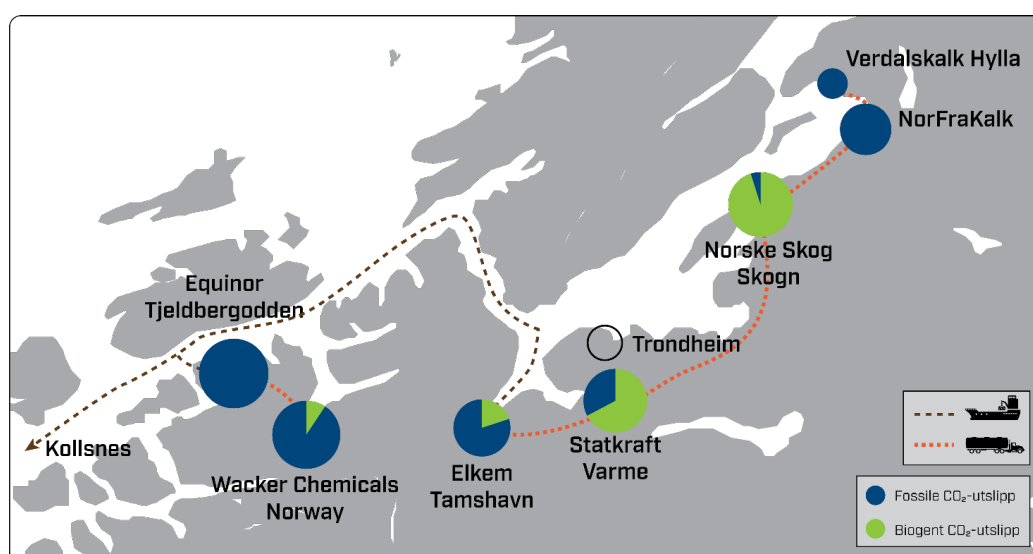 Verdalskalk Hylla
NorFraKalk
Norske Skog
Skogn
Equinor
Tjeldbergodden
Trondheim
Kollsnes
Wacker Chemicals
Norway
Elkem
Tamshavn
Statkraft
Varme
Fossile CO₂-utslipp
Biogent CO₂-utslipp